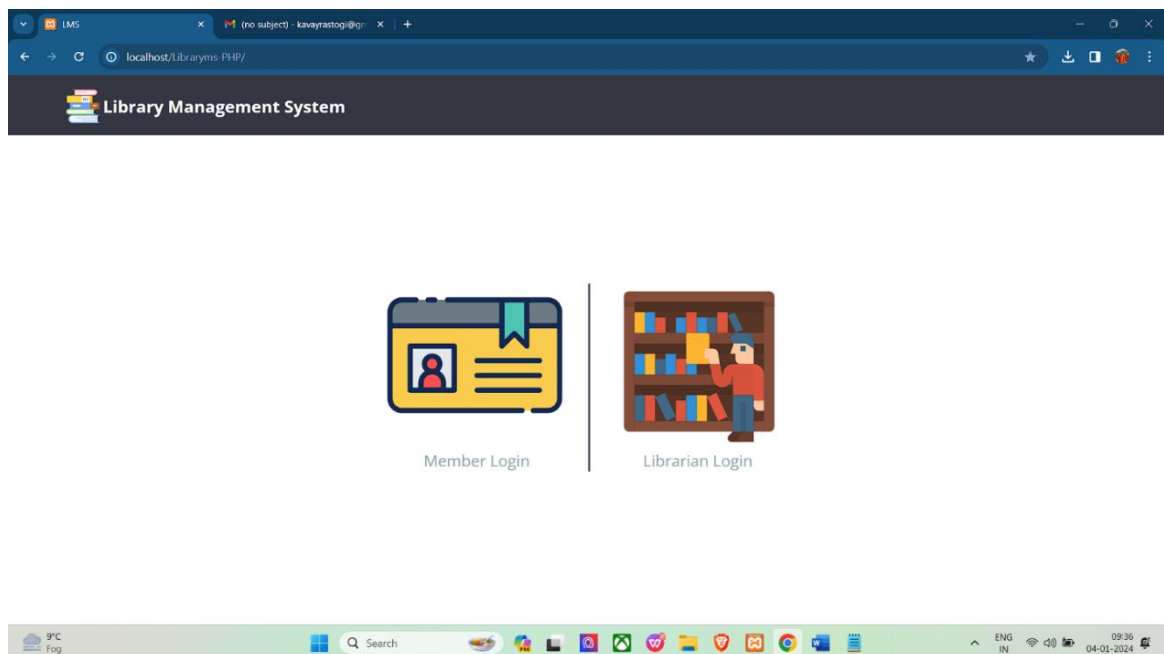 LMS
(no subject) - kavayrastogi@gr
localhost/Libraryms-PHP/
Library Management System
Member Login
Librarian Login
9°C
Fog
Search
ENG
IN
09:36
04-01-2024